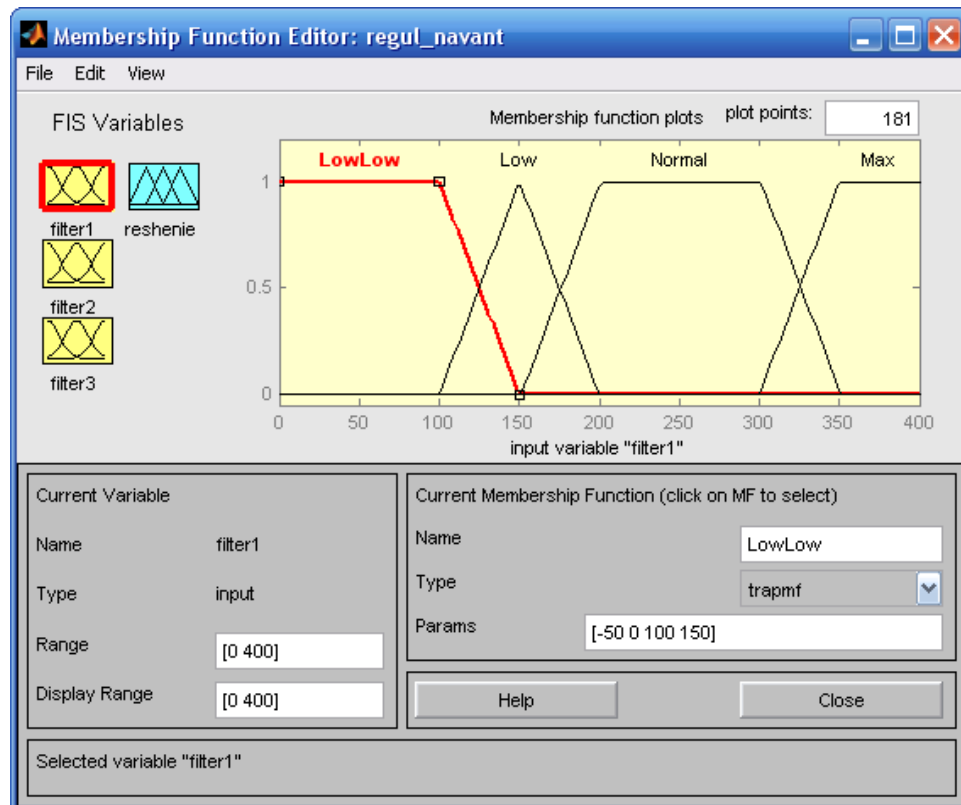 Membership Function Editor: regul_navant
File Edit View
FIS Variables
Membership function plots plot points: 181
filter1 reshenie
filter2
filter3
LowLow Low Normal Max
1
0.5
0
0 50 100 150 200 250 300 350 400
input variable "filter1"
Current Variable
Name filter1
Type input
Range [0 400]
Display Range [0 400]
Current Membership Function (click on MF to select)
Name LowLow
Type trapmf
Params [-50 0 100 150]
Help Close
Selected variable "filter1"